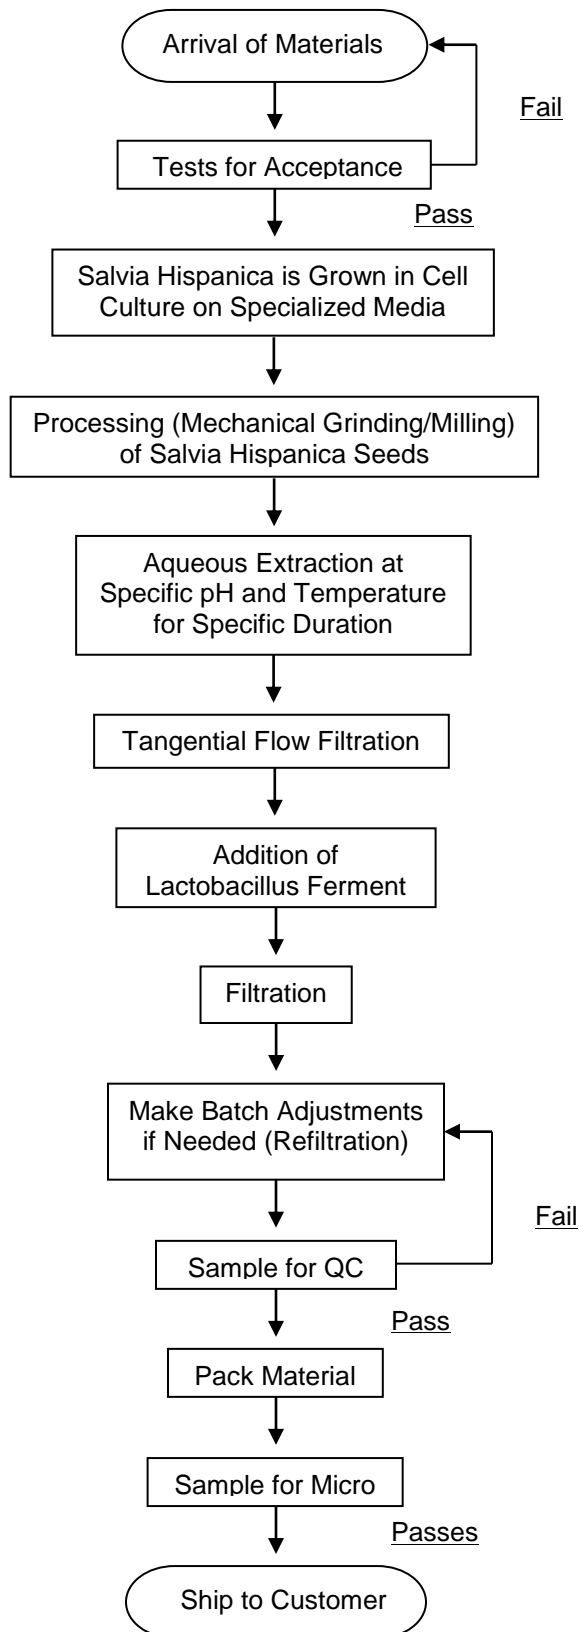 Arrival of Materials
Fail
Tests for Acceptance
Pass
Salvia Hispanica is Grown in Cell
Culture on Specialized Media
Processing (Mechanical Grinding/Milling)
of Salvia Hispanica Seeds
Aqueous Extraction at
Specific pH and Temperature
for Specific Duration
Tangential Flow Filtration
Addition of
Lactobacillus Ferment
Filtration
Make Batch Adjustments
if Needed (Refiltration)
Fail
Sample for QC
Pass
Pack Material
Sample for Micro
Passes
Ship to Customer